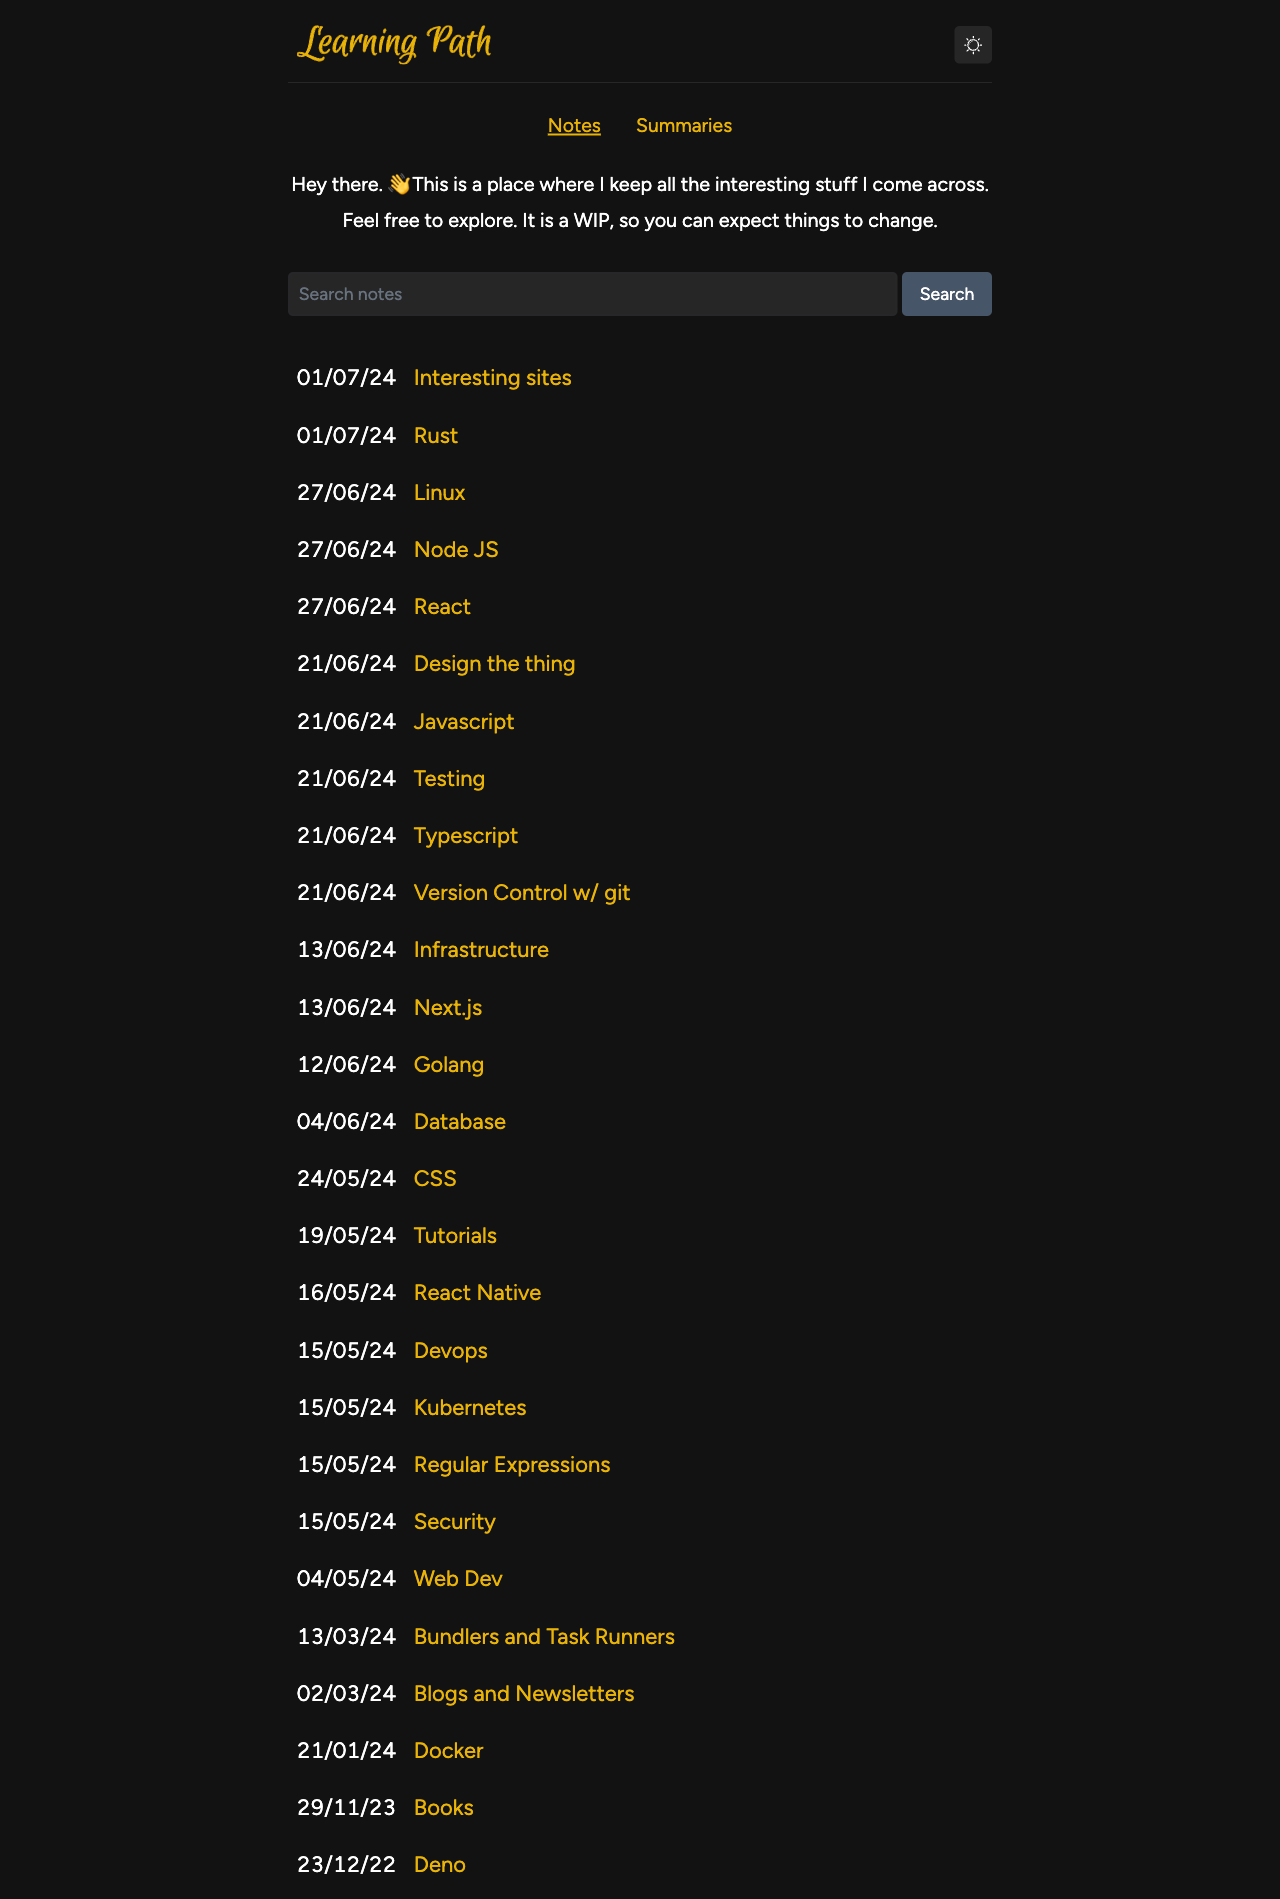 Learning Path
Notes Summaries
Hey there. 👋This is a place where I keep all the interesting stuff I come across.
Feel free to explore. It is a WIP, so you can expect things to change.
Search notes Search
01/07/24 Interesting sites
01/07/24 Rust
27/06/24 Linux
27/06/24 Node JS
27/06/24 React
21/06/24 Design the thing
21/06/24 Javascript
21/06/24 Testing
21/06/24 Typescript
21/06/24 Version Control w/ git
13/06/24 Infrastructure
13/06/24 Next.js
12/06/24 Golang
04/06/24 Database
24/05/24 CSS
19/05/24 Tutorials
16/05/24 React Native
15/05/24 Devops
15/05/24 Kubernetes
15/05/24 Regular Expressions
15/05/24 Security
04/05/24 Web Dev
13/03/24 Bundlers and Task Runners
02/03/24 Blogs and Newsletters
21/01/24 Docker
29/11/23 Books
23/12/22 Deno